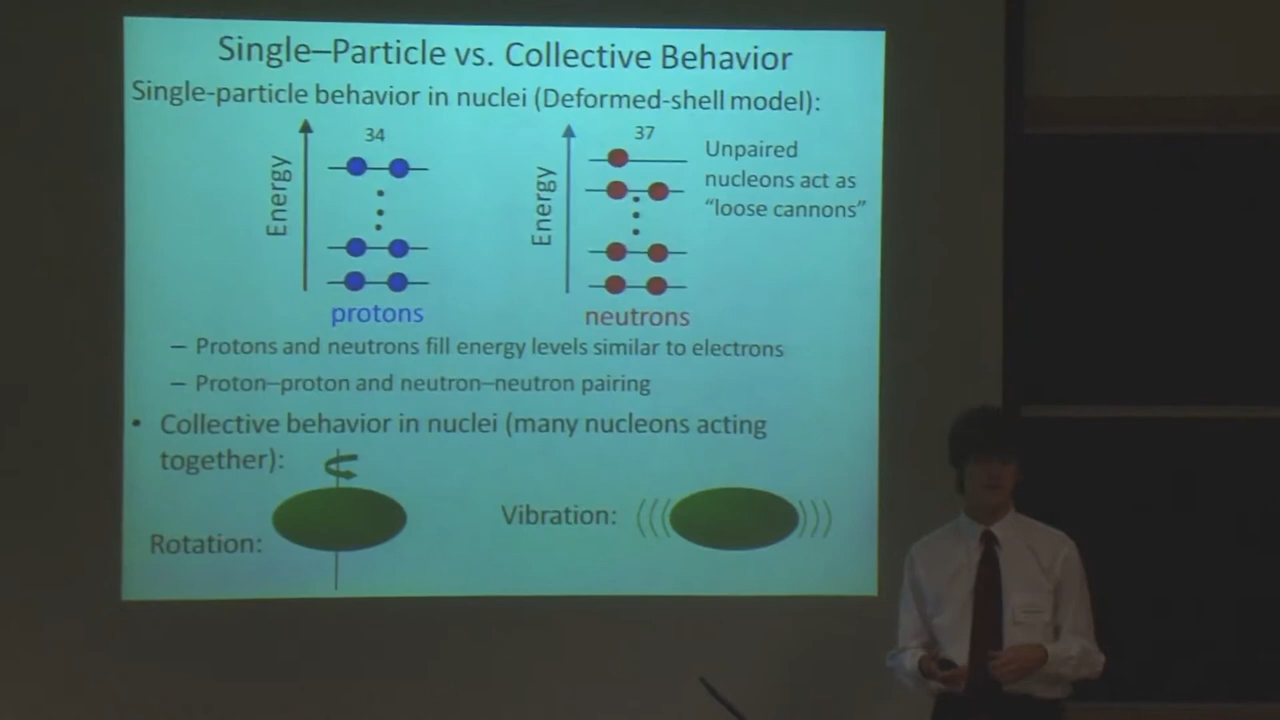 Single–Particle vs. Collective Behavior
Single-particle behavior in nuclei (Deformed-shell model):
34
37
Energy
Energy
Unpaired
nucleons act as
“loose cannons”
protons
neutrons
– Protons and neutrons fill energy levels similar to electrons
– Proton–proton and neutron–neutron pairing
• Collective behavior in nuclei (many nucleons acting
together):
Rotation:
Vibration: